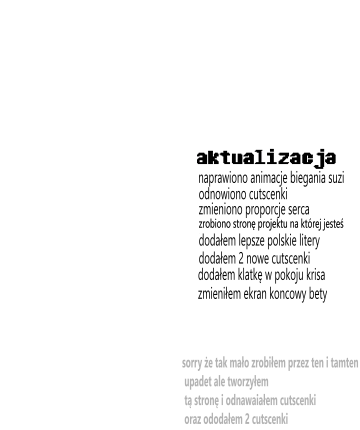 aktualizacja
naprawiono animacje biegania suzi
odnowiono cutscenki
zmieniono proporcje serca
zrobiono stronę projektu na której jesteś
dodałem lepsze polskie litery
dodałem 2 nowe cutscenki
dodałem klatkę w pokoju krisa
zmieniłem ekran koncowy bety
sorry że tak mało zrobiłem przez ten i tamten
upadet ale tworzyłem
tą stronę i odnawaiałem cutscenki
oraz ododałem 2 cutscenki